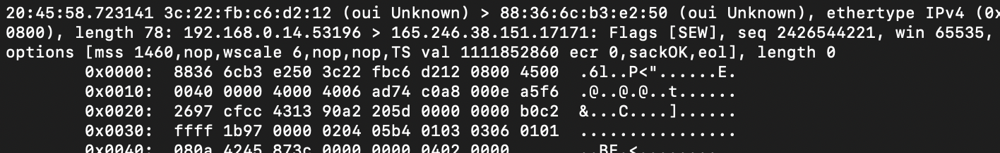 20:45:58.723141 3c:22:fb:c6:d2:12 (oui Unknown) > 88:36:6c:b3:e2:50 (oui Unknown), ethertype IPv4 (0x
0800), length 78: 192.168.0.14.53196 > 165.246.38.151.17171: Flags [SEW], seq 2426544221, win 65535,
options [mss 1460,nop,wscale 6,nop,nop,TS val 1111852860 ecr 0,sackOK,eol], length 0
0x0000: 8836 6cb3 e250 3c22 fbc6 d212 0800 4500 .6l..P<"......E.
0x0010: 0040 0000 4000 4006 ad74 c0a8 000e a5f6 .@..@.@..t......
0x0020: 2697 cfcc 4313 90a2 205d 0000 0000 b0c2 &...C....]......
0x0030: ffff 1b97 0000 0204 05b4 0103 0306 0101 ................
0x0040: 080a 4245 873c 0000 0000 0402 0000 ..BE.<........